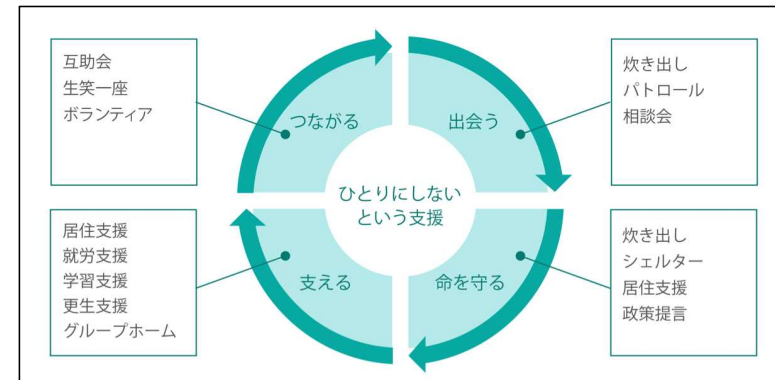 互助会
生笑一座
ボランティア
つながる
出会う
炊き出し
パトロール
相談会
ひとりにしない
という支援
居住支援
就労支援
学習支援
更生支援
グループホーム
支える
命を守る
炊き出し
シェルター
居住支援
政策提言